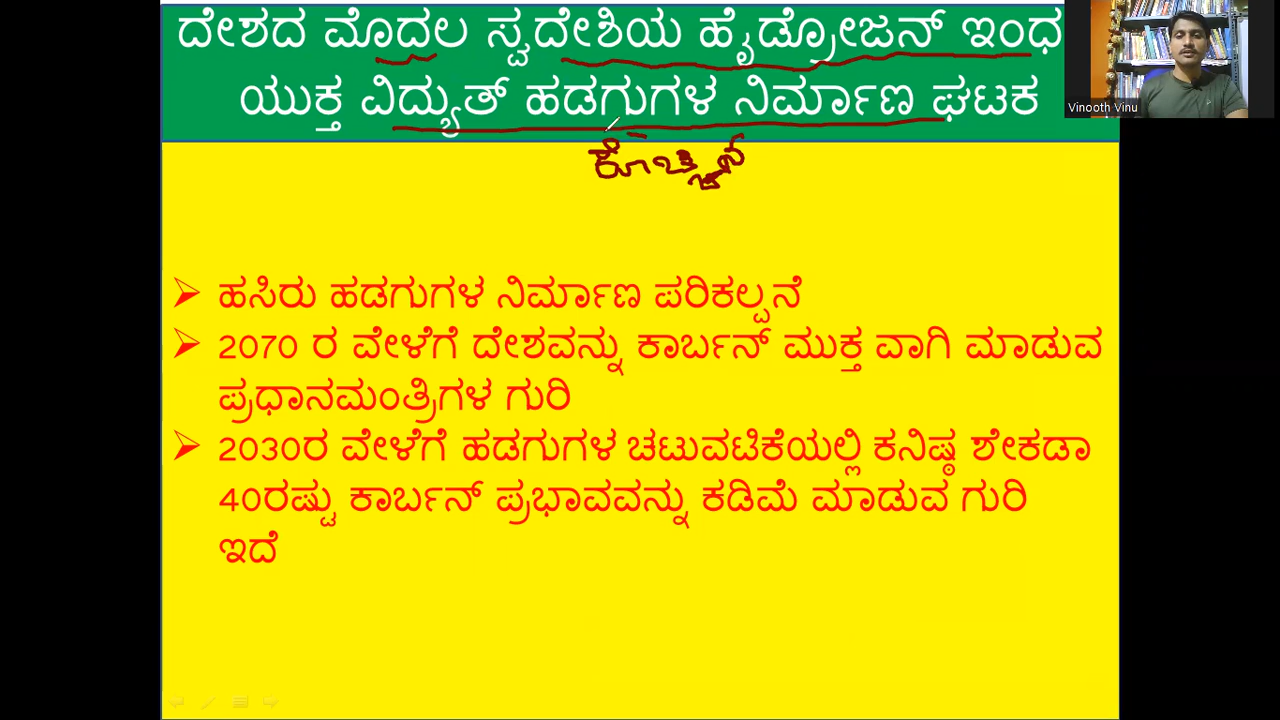 ದೇಶದ ಮೊದಲ ಸ್ವದೇಶಿಯ ಹೈಡ್ರೋಜನ್ ಇಂಧ
ಯುಕ್ತ ವಿದ್ಯುತ್ ಹಡಗುಗಳ ನಿರ್ಮಾಣ ಘಟಕ
Vinooth Vinu
ಹಸಿರು ಹಡಗುಗಳ ನಿರ್ಮಾಣ ಪರಿಕಲ್ಪನೆ
2070 ರ ವೇಳೆಗೆ ದೇಶವನ್ನು ಕಾರ್ಬನ್ ಮುಕ್ತ ವಾಗಿ ಮಾಡುವ
ಪ್ರಧಾನಮಂತ್ರಿಗಳ ಗುರಿ
2030ರ ವೇಳೆಗೆ ಹಡಗುಗಳ ಚಟುವಟಿಕೆಯಲ್ಲಿ ಕನಿಷ್ಠ ಶೇಕಡಾ
40ರಷ್ಟು ಕಾರ್ಬನ್ ಪ್ರಭಾವವನ್ನು ಕಡಿಮೆ ಮಾಡುವ ಗುರಿ
ಇದೆ